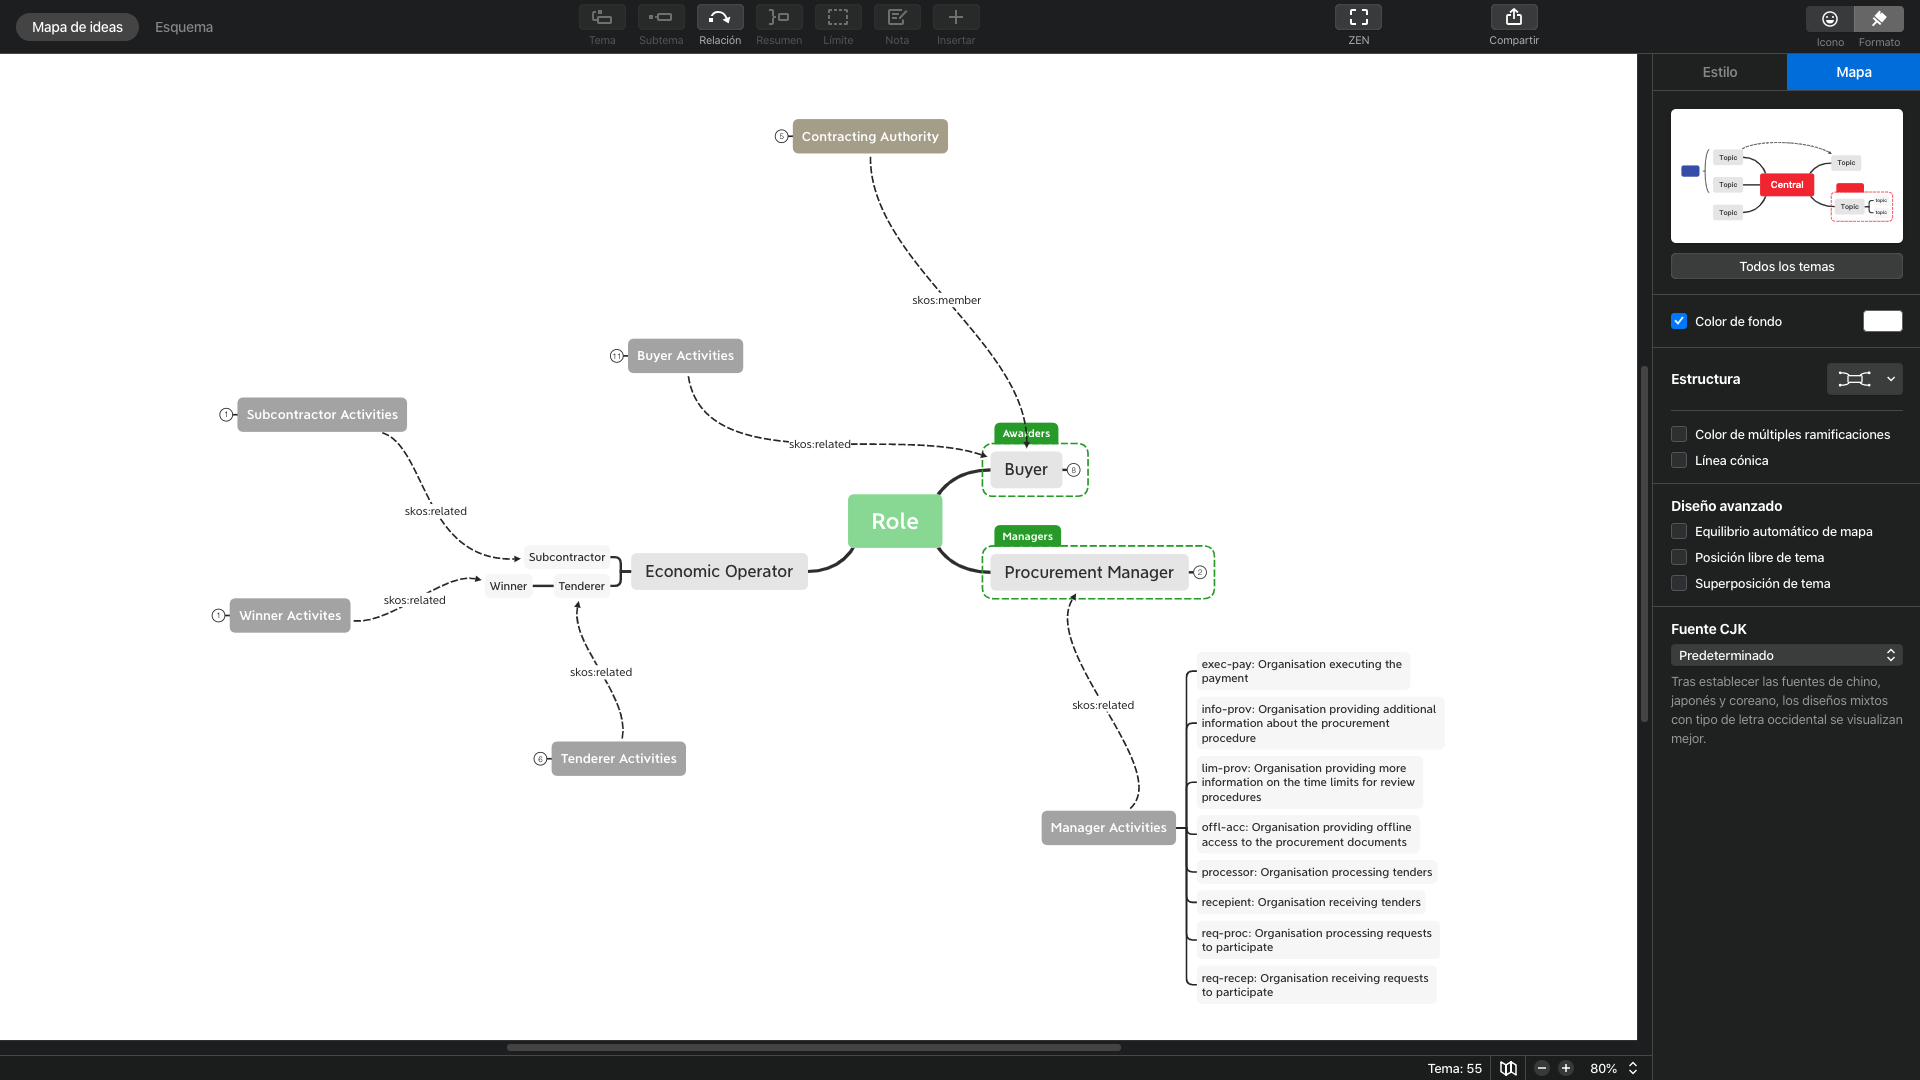 Mapa de ideas
Esquema
Tema
Subtema
Relación
Resumen
Límite
Nota
Insertar
ZEN
Compartir
Icono
Formato
Estilo
Mapa
5
Contracting Authority
skos:member
11
Buyer Activities
skos:related
1
Subcontractor Activities
skos:related
Awarders
Buyer
8
Role
Managers
Procurement Manager
2
Subcontractor
Winner
Tenderer
Economic Operator
skos:related
1
Winner Activites
skos:related
6
Tenderer Activities
skos:related
Manager Activities
exec-pay: Organisation executing the
payment
info-prov: Organisation providing additional
information about the procurement
procedure
lim-prov: Organisation providing more
information on the time limits for review
procedures
offl-acc: Organisation providing offline
access to the procurement documents
processor: Organisation processing tenders
recepient: Organisation receiving tenders
req-proc: Organisation processing requests
to participate
req-recep: Organisation receiving requests
to participate
Topic
Topic
Topic
Central
Topic
Topic
topic
topic
Todos los temas
Color de fondo
Estructura
Color de múltiples ramificaciones
Línea cónica
Diseño avanzado
Equilibrio automático de mapa
Posición libre de tema
Superposición de tema
Fuente CJK
Predeterminado
Tras establecer las fuentes de chino,
japonés y coreano, los diseños mixtos
con tipo de letra occidental se visualizan
mejor.
Tema: 55
80%